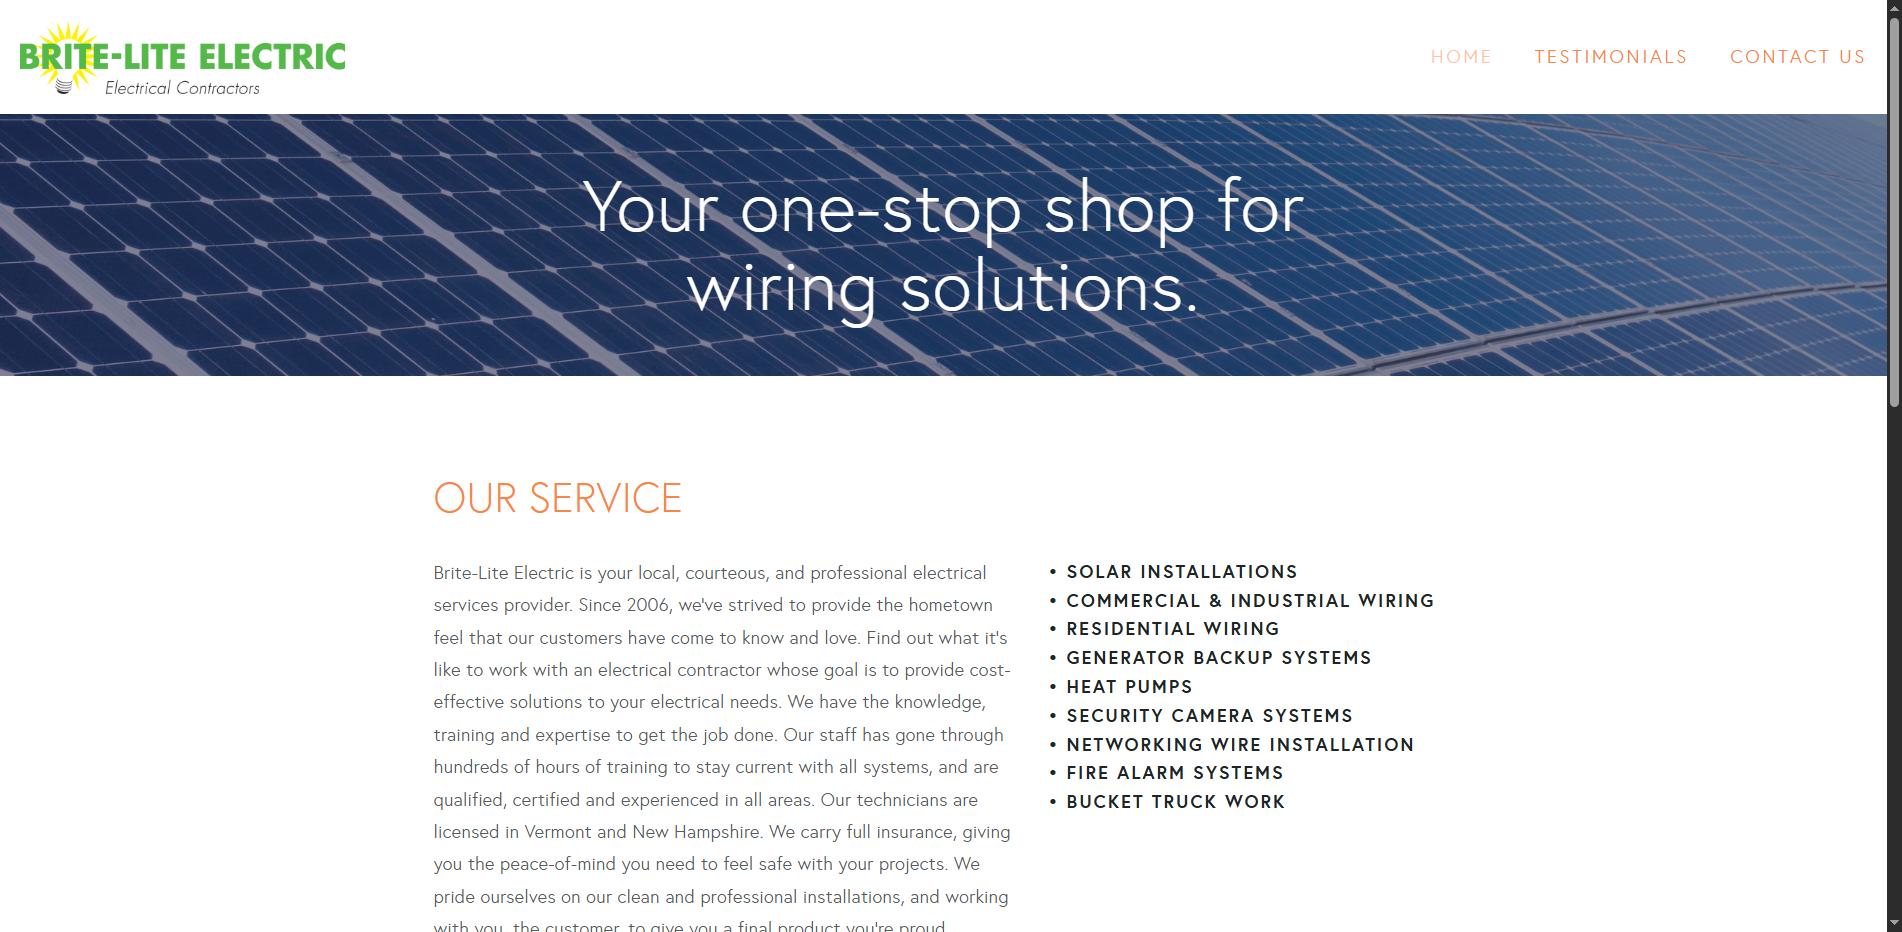 BRITE-LITE ELECTRIC
Electrical Contractors
HOME
TESTIMONIALS
CONTACT US
Your one-stop shop for
wiring solutions.
OUR SERVICE
Brite-Lite Electric is your local, courteous, and professional electrical
services provider. Since 2006, we've strived to provide the hometown
feel that our customers have come to know and love. Find out what it's
like to work with an electrical contractor whose goal is to provide cost-
effective solutions to your electrical needs. We have the knowledge,
training and expertise to get the job done. Our staff has gone through
hundreds of hours of training to stay current with all systems, and are
qualified, certified and experienced in all areas. Our technicians are
licensed in Vermont and New Hampshire. We carry full insurance, giving
you the peace-of-mind you need to feel safe with your projects. We
pride ourselves on our clean and professional installations, and working
with you, the customer, to give you a final product you're proud
• SOLAR INSTALLATIONS
• COMMERCIAL & INDUSTRIAL WIRING
• RESIDENTIAL WIRING
• GENERATOR BACKUP SYSTEMS
• HEAT PUMPS
• SECURITY CAMERA SYSTEMS
• NETWORKING WIRE INSTALLATION
• FIRE ALARM SYSTEMS
• BUCKET TRUCK WORK